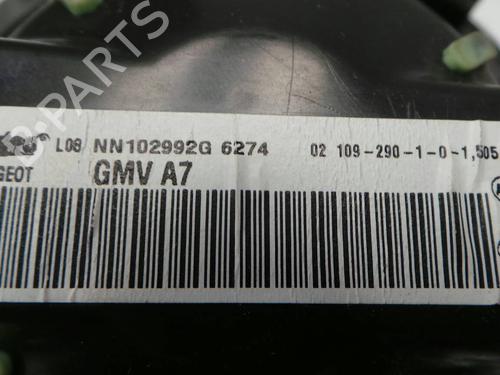 L08 NN102992G 6274 02 109-290-1-0-1,505
GEOT GMV A7
B-PARTS